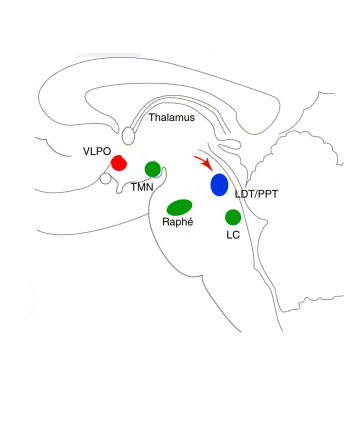 Thalamus
VLPO
TMN
LDT/PPT
Raphé
LC